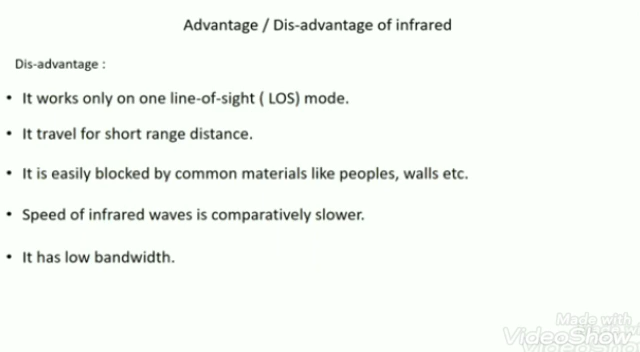 Advantage / Dis-advantage of infrared
Dis-advantage :
• It works only on one line-of-sight ( LOS) mode.
• It travel for short range distance.
• It is easily blocked by common materials like peoples, walls etc.
• Speed of infrared waves is comparatively slower.
• It has low bandwidth.
Made with
VideoShow